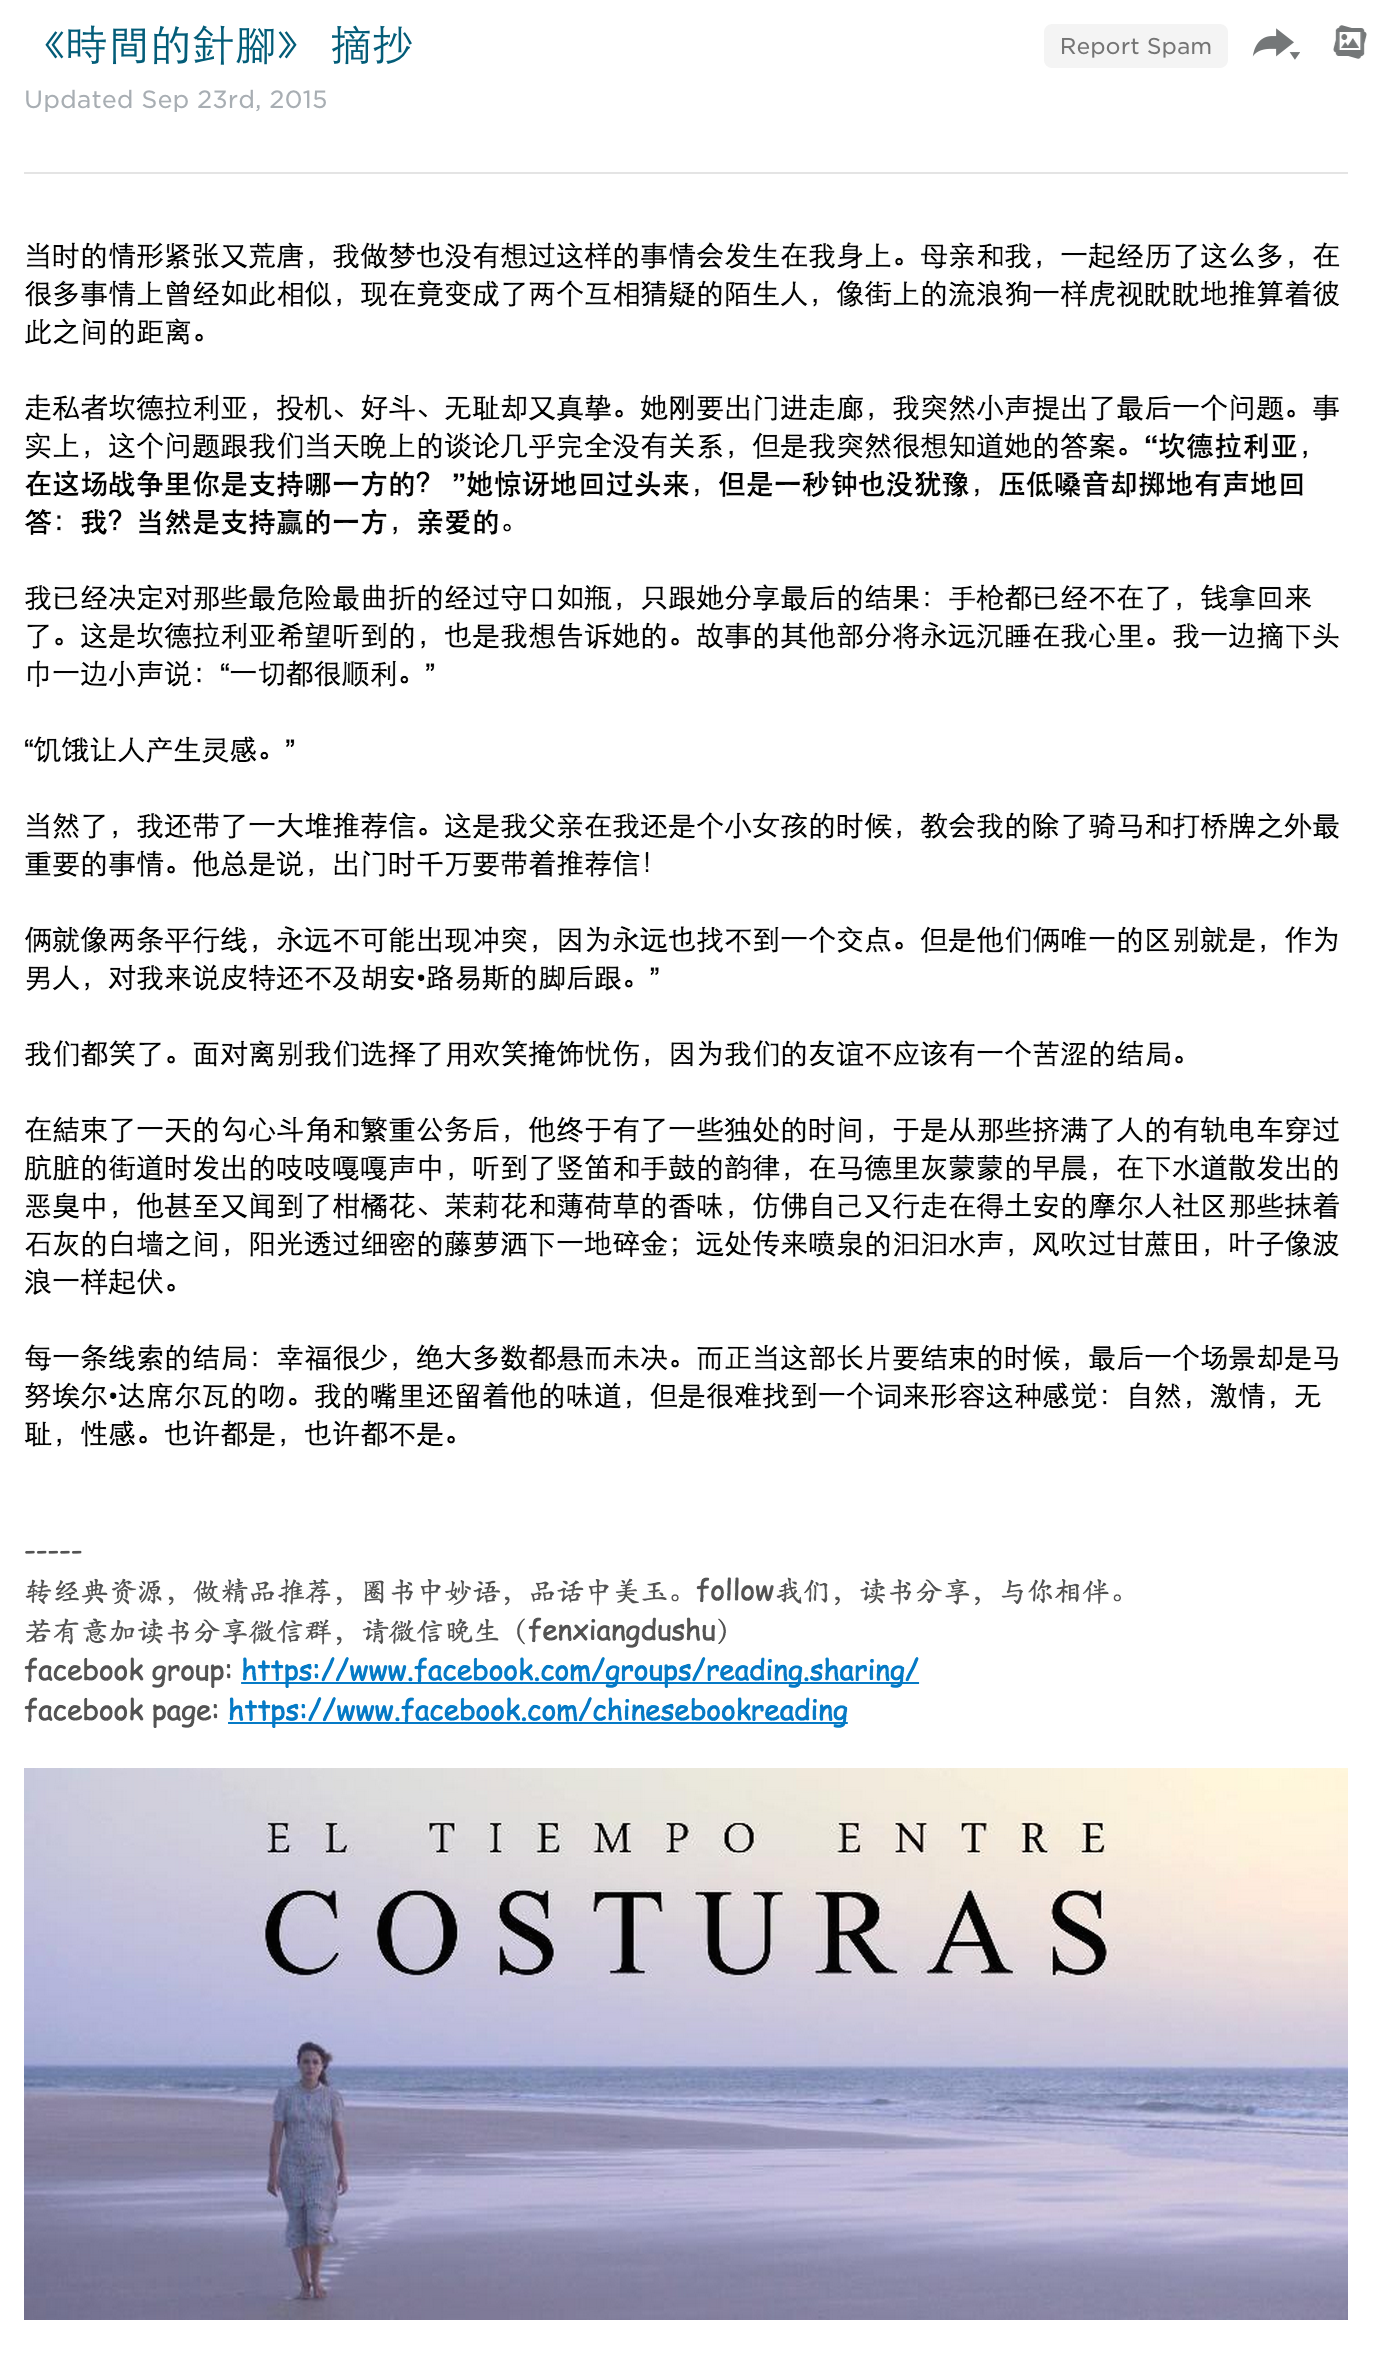 《時間的針腳》 摘抄
Report Spam
Updated Sep 23rd, 2015
当时的情形紧张又荒唐，我做梦也没有想过这样的事情会发生在我身上。母亲和我，一起经历了这么多，在
很多事情上曾经如此相似，现在竟变成了两个互相猜疑的陌生人，像街上的流浪狗一样虎视眈眈地推算着彼
此之间的距离。
走私者坎德拉利亚，投机、好斗、无耻却又真挚。她刚要出门进走廊，我突然小声提出了最后一个问题。事
实上，这个问题跟我们当天晚上的谈论几乎完全没有关系，但是我突然很想知道她的答案。“坎德拉利亚，
在这场战争里你是支持哪一方的？ ”她惊讶地回过头来，但是一秒钟也没犹豫，压低嗓音却掷地有声地回
答：我？当然是支持赢的一方，亲爱的。
我已经决定对那些最危险最曲折的经过守口如瓶，只跟她分享最后的结果：手枪都已经不在了，钱拿回来
了。这是坎德拉利亚希望听到的，也是我想告诉她的。故事的其他部分将永远沉睡在我心里。我一边摘下头
巾一边小声说：“一切都很顺利。”
“饥饿让人产生灵感。”
当然了，我还带了一大堆推荐信。这是我父亲在我还是个小女孩的时候，教会我的除了骑马和打桥牌之外最
重要的事情。他总是说，出门时千万要带着推荐信！
俩就像两条平行线，永远不可能出现冲突，因为永远也找不到一个交点。但是他们俩唯一的区别就是，作为
男人，对我来说皮特还不及胡安•路易斯的脚后跟。”
我们都笑了。面对离别我们选择了用欢笑掩饰忧伤，因为我们的友谊不应该有一个苦涩的结局。
在結束了一天的勾心斗角和繁重公务后，他终于有了一些独处的时间，于是从那些挤满了人的有轨电车穿过
肮脏的街道时发出的吱吱嘎嘎声中，听到了竖笛和手鼓的韵律，在马德里灰蒙蒙的早晨，在下水道散发出的
恶臭中，他甚至又闻到了柑橘花、茉莉花和薄荷草的香味，仿佛自己又行走在得土安的摩尔人社区那些抹着
石灰的白墙之间，阳光透过细密的藤萝洒下一地碎金；远处传来喷泉的汩汩水声，风吹过甘蔗田，叶子像波
浪一样起伏。
每一条线索的结局：幸福很少，绝大多数都悬而未决。而正当这部长片要结束的时候，最后一个场景却是马
努埃尔•达席尔瓦的吻。我的嘴里还留着他的味道，但是很难找到一个词来形容这种感觉：自然，激情，无
耻，性感。也许都是，也许都不是。
-----
转经典资源，做精品推荐，圈书中妙语，品话中美玉。follow我们，读书分享，与你相伴。
若有意加读书分享微信群，请微信晚生（fenxiangdushu）
facebook group: https://www.facebook.com/groups/reading.sharing/
facebook page: https://www.facebook.com/chinesebookreading
EL TIEMPO ENTRE
COSTURAS